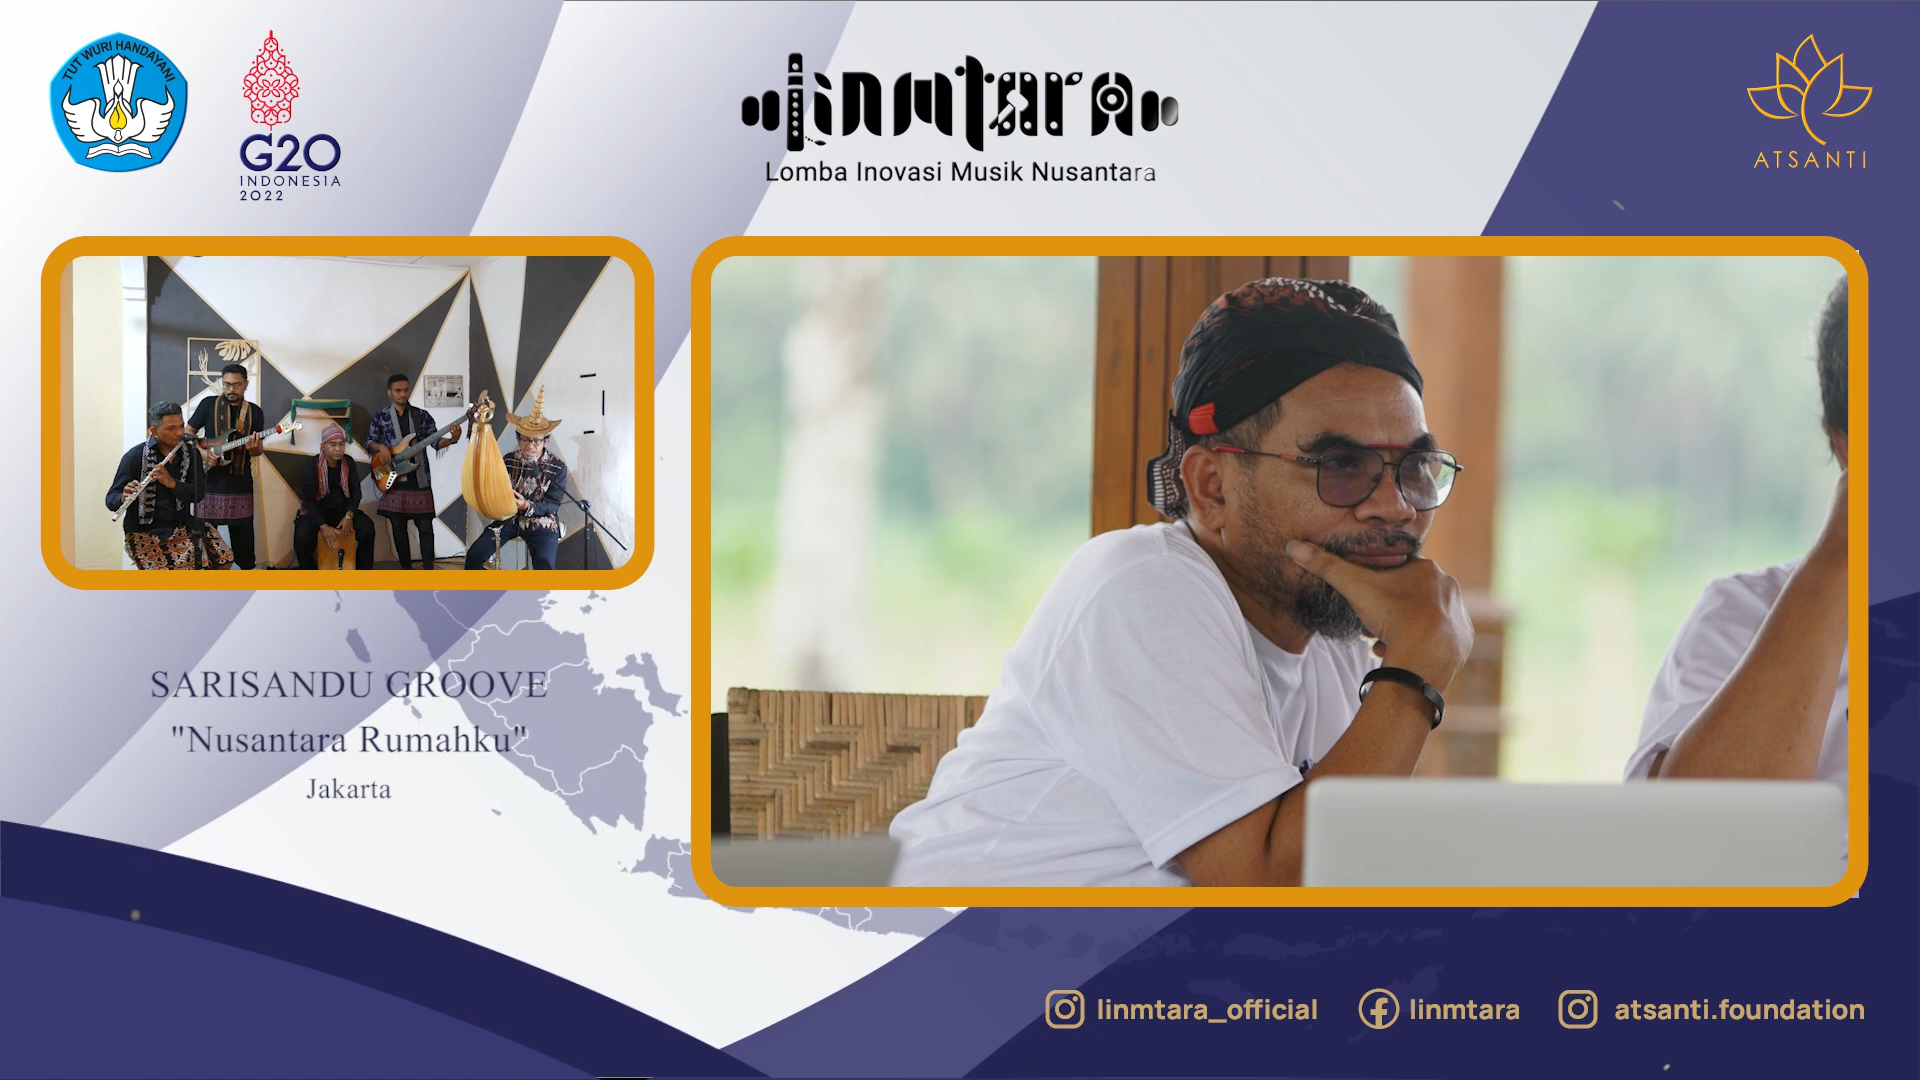 TUT WURI HANDAYANI
G20
INDONESIA
2022
linmtara
Lomba Inovasi Musik Nusantara
ATSANTI
SARISANDU GROOVE
"Nusantara Rumahku"
Jakarta
linmtara_official
linmtara
atsanti.foundation